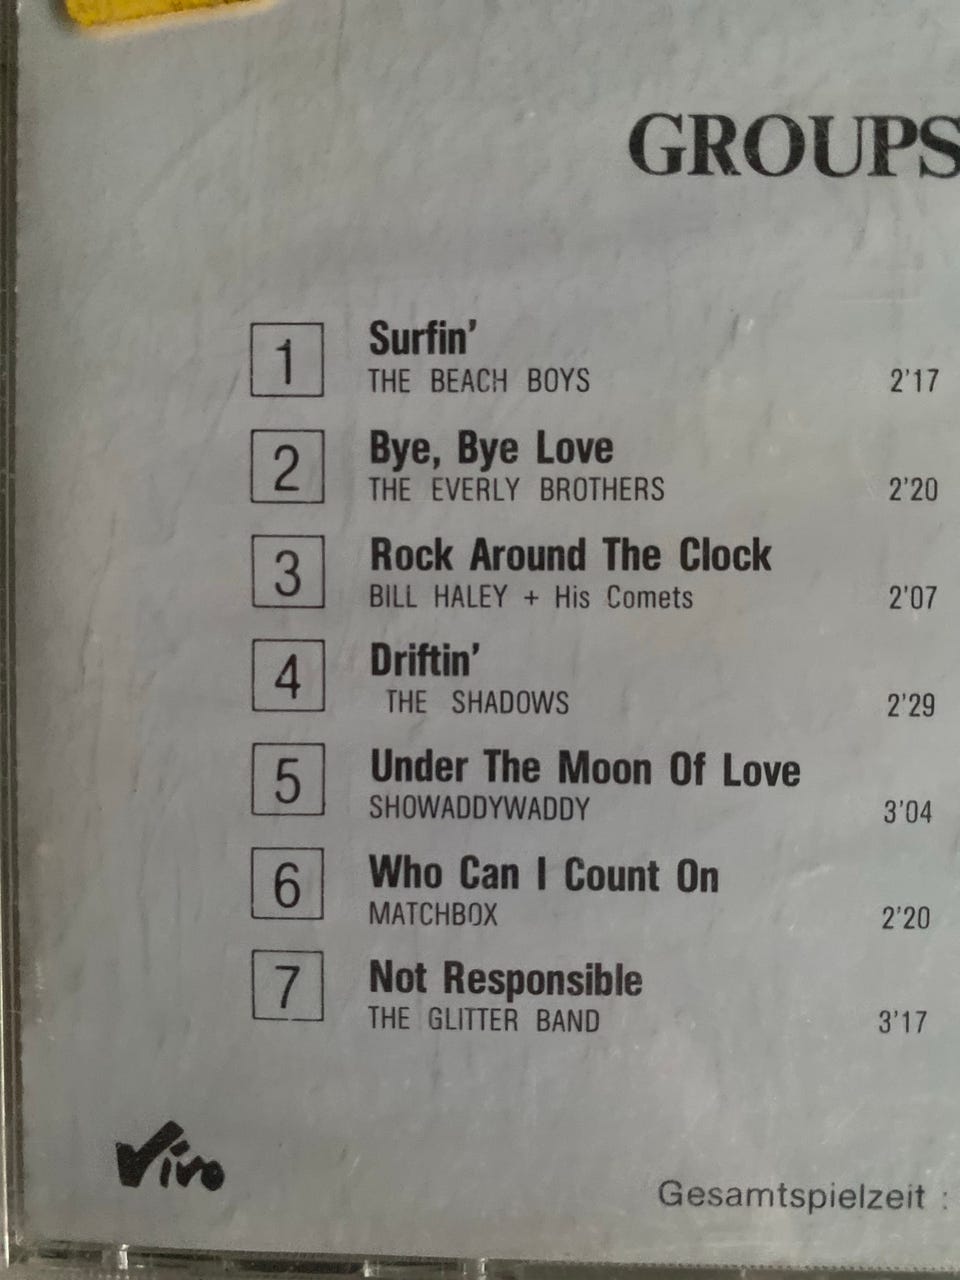 GROUPS
1 Surfin'
THE BEACH BOYS 2'17
2 Bye, Bye Love
THE EVERLY BROTHERS 2'20
3 Rock Around The Clock
BILL HALEY + His Comets 2'07
4 Driftin'
THE SHADOWS 2'29
5 Under The Moon Of Love
SHOWADDYWADDY 3'04
6 Who Can I Count On
MATCHBOX 2'20
7 Not Responsible
THE GLITTER BAND 3'17
Vivo
Gesamtspielzeit :